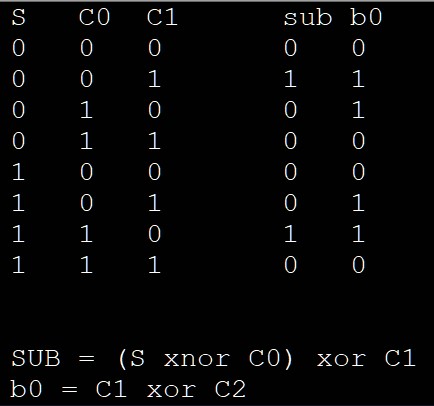 S C0 C1 sub b0
0 0 0 0 0
0 0 1 1 1
0 1 0 0 1
0 1 1 0 0
1 0 0 0 0
1 0 1 0 1
1 1 0 1 1
1 1 1 0 0
SUB = (S xnor C0) xor C1
b0 = C1 xor C2